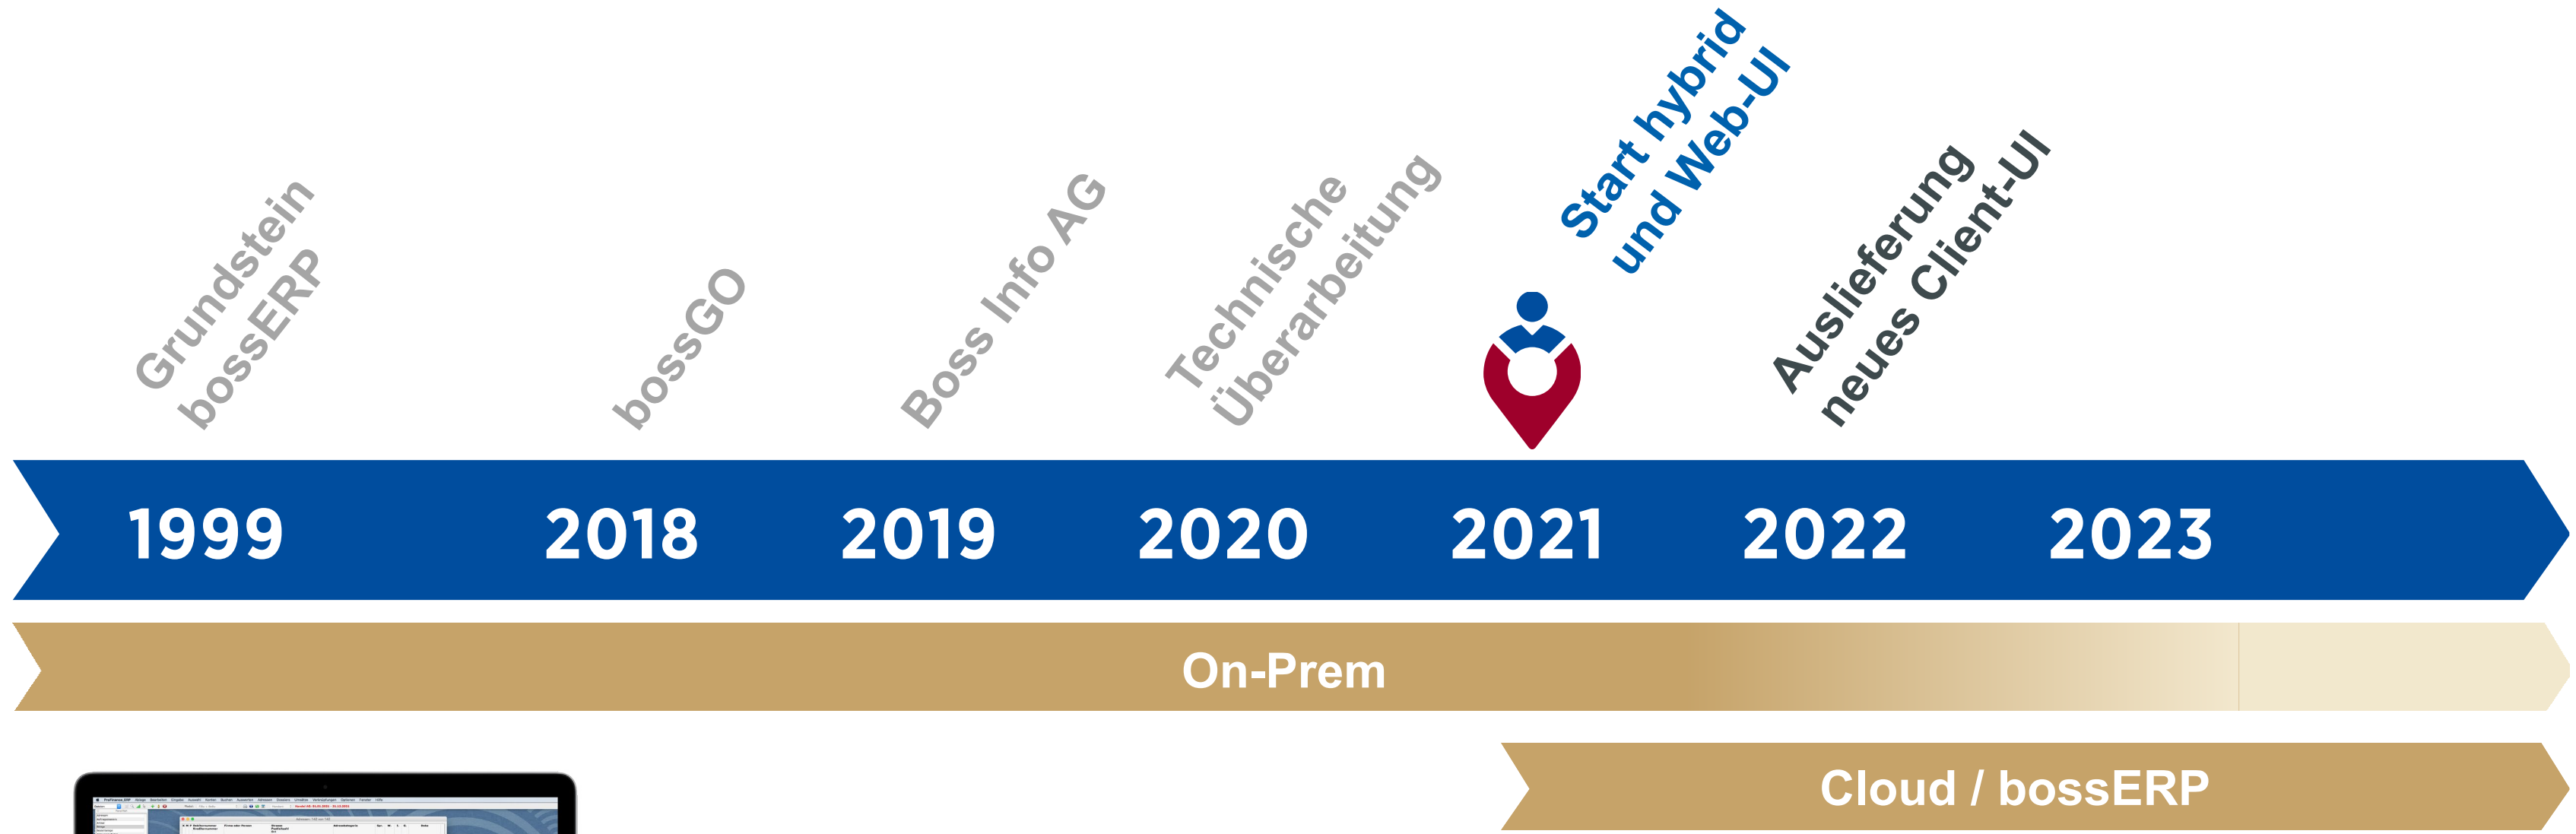 Grundstein
bossERP
bossGO
Boss Info AG
Technische
Überarbeitung
Start hybrid
und Web-UI
Auslieferung
neues Client-UI
1999 2018 2019 2020 2021 2022 2023
On-Prem
Cloud / bossERP